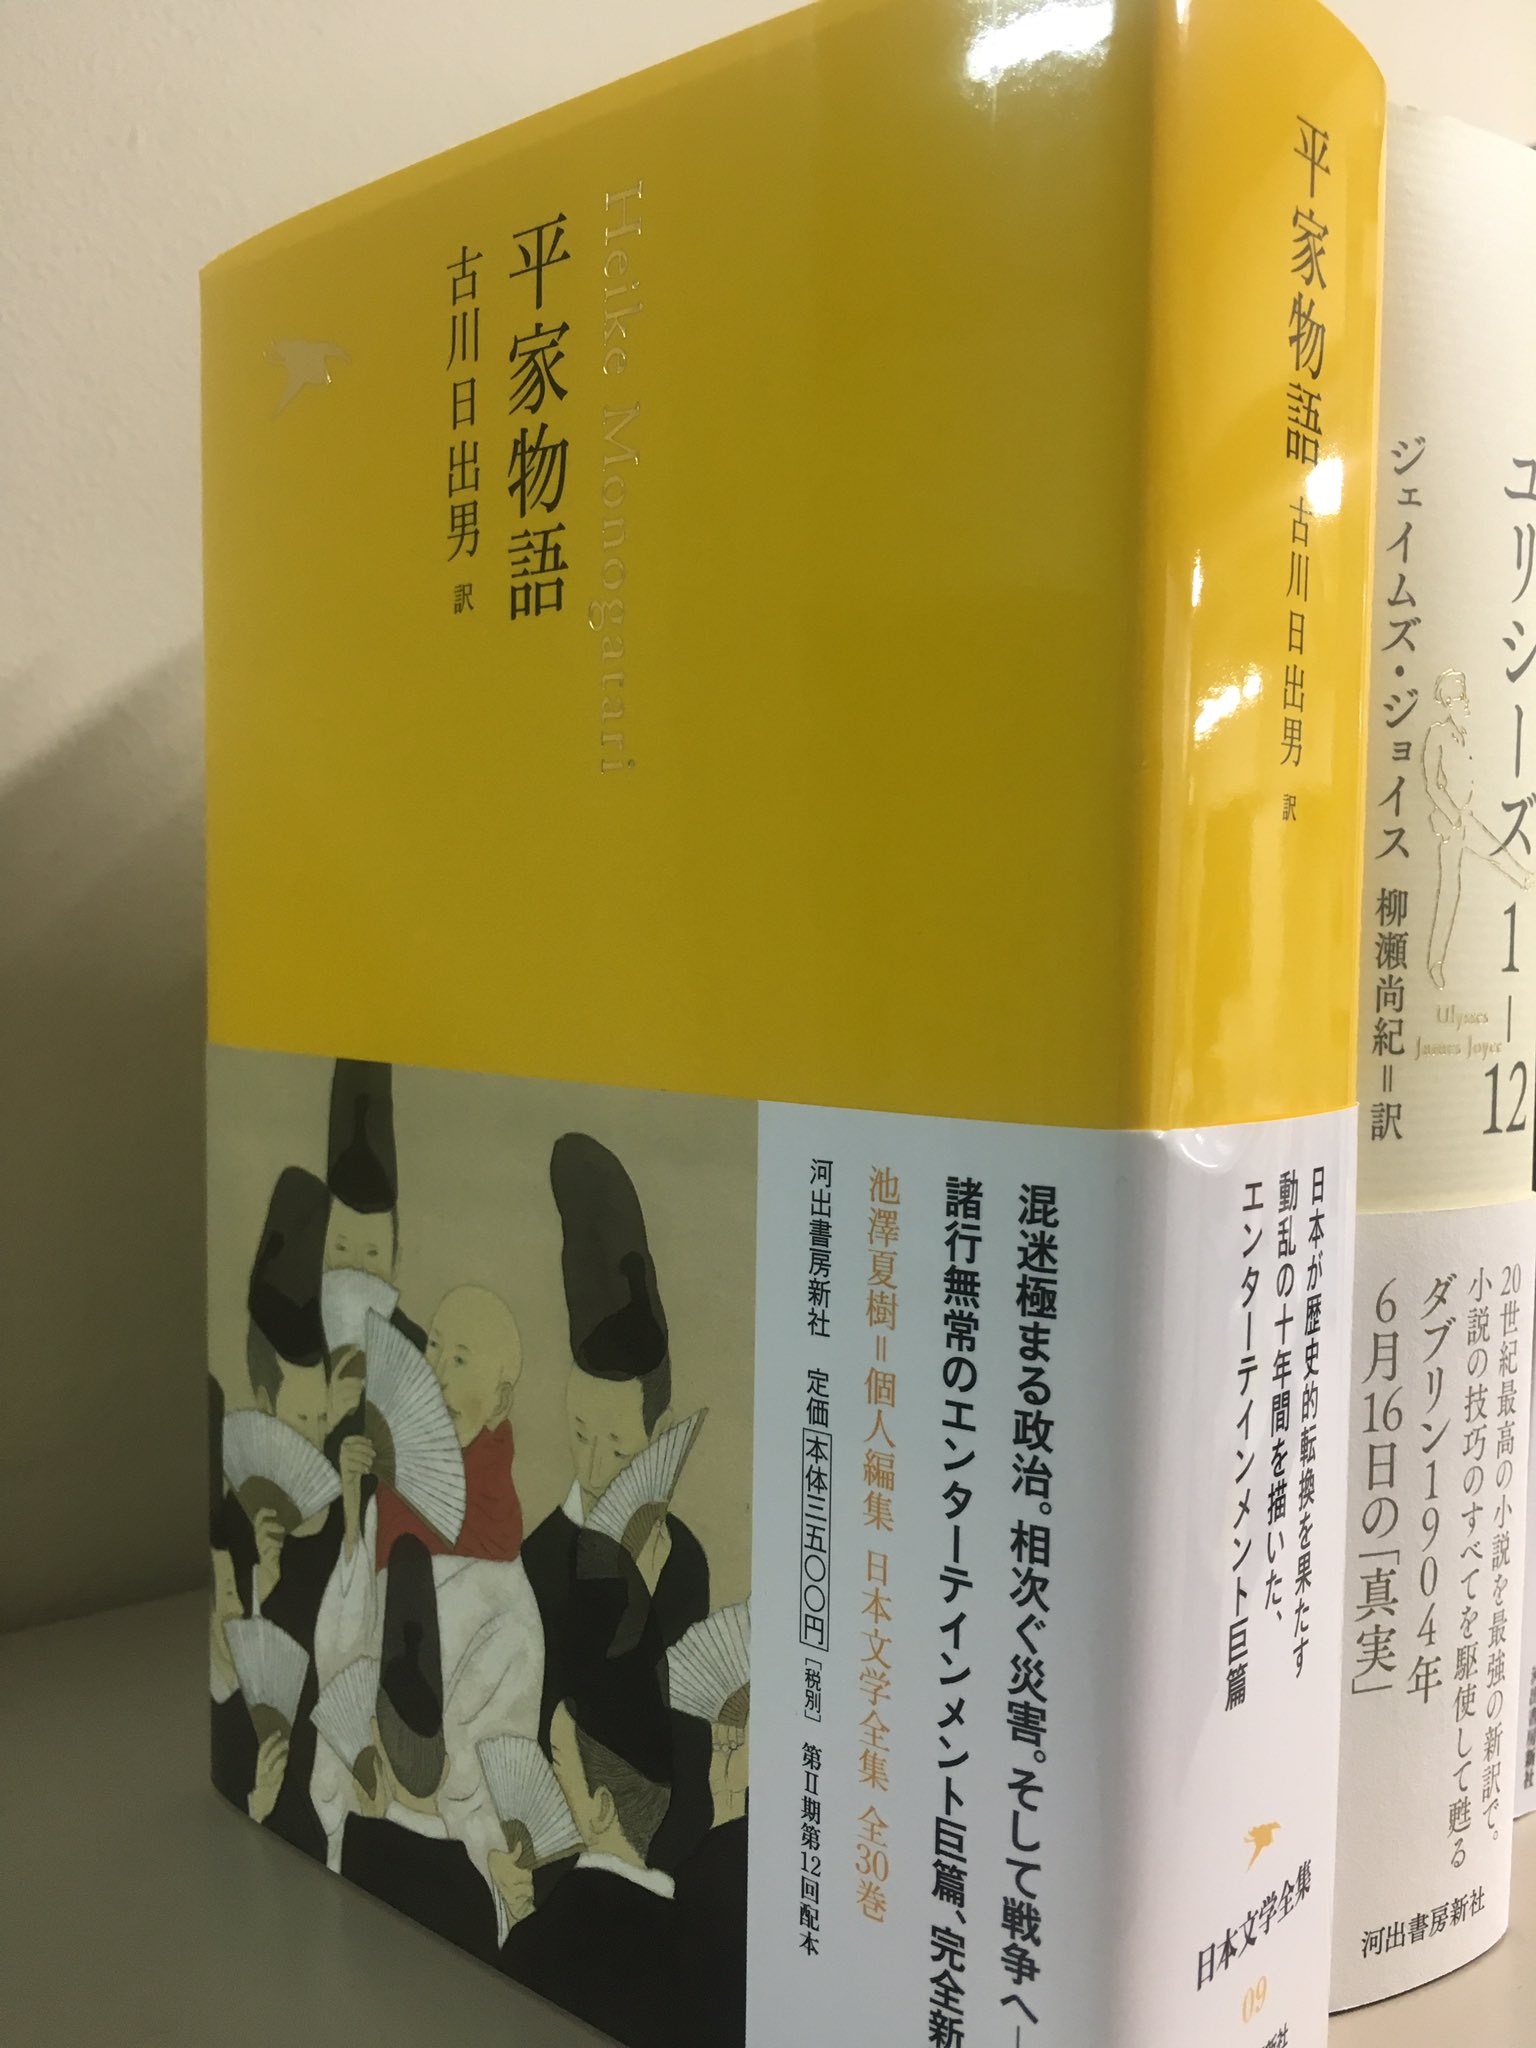 Heike Monogatari
平家物語
古川日出男 訳
混迷極まる政治。相次ぐ災害。そして戦争へ―
諸行無常のエンターテインメント巨篇、完全新
池澤夏樹＝個人編集 日本文学全集 全30巻
河出書房新社 定価 本体三五〇〇円 [税別] 第Ⅱ期第12回配本
平家物語 古川日出男 訳
日本が歴史的転換を果たす
動乱の十年間を描いた、
エンターテインメント巨篇
日本文学全集
09
新社
ユリシーズ 1-12
ジェイムズ・ジョイス 柳瀬尚紀＝訳
Ulysses
James Joyce
20世紀最高の小説を最強の新訳で。
小説の技巧のすべてを駆使して甦る
ダブリン1904年
6月16日の「真実」
河出書房新社